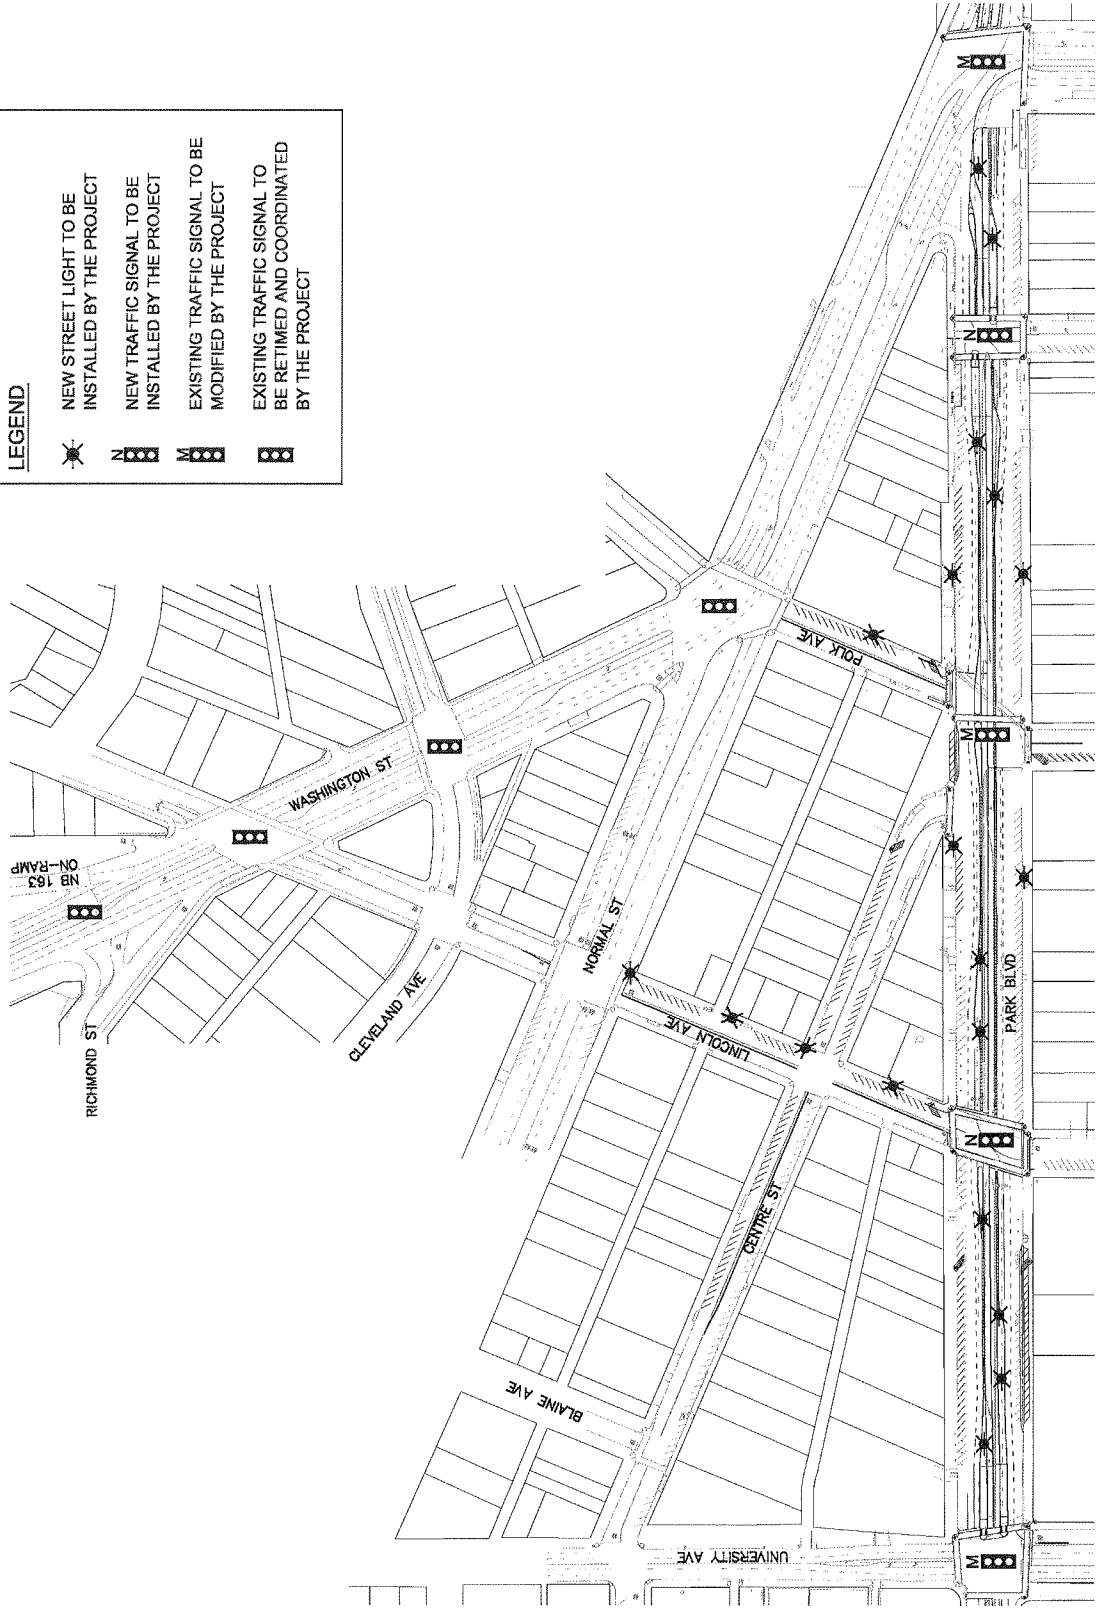 LEGEND
NEW STREET LIGHT TO BE
INSTALLED BY THE PROJECT
N
NEW TRAFFIC SIGNAL TO BE
INSTALLED BY THE PROJECT
M
EXISTING TRAFFIC SIGNAL TO BE
MODIFIED BY THE PROJECT
EXISTING TRAFFIC SIGNAL TO
BE RETIMED AND COORDINATED
BY THE PROJECT
NB 163
ON-RAMP
RICHMOND ST
WASHINGTON ST
CLEVELAND AVE
NORMAL ST
POLK AVE
LINCOLN AVE
CENTRE ST
BLAINE AVE
UNIVERSITY AVE
PARK BLVD
M
N
M
N
M